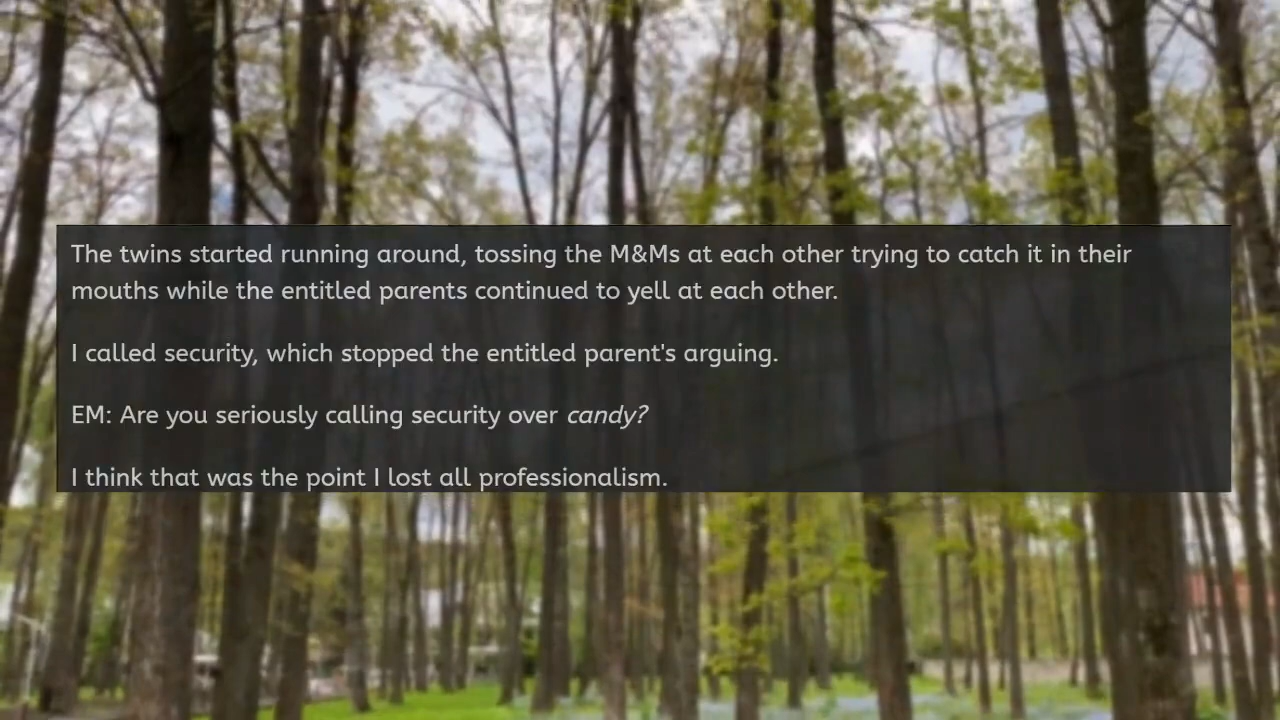 The twins started running around, tossing the M&Ms at each other trying to catch it in their
mouths while the entitled parents continued to yell at each other.
I called security, which stopped the entitled parent's arguing.
EM: Are you seriously calling security over candy?
I think that was the point I lost all professionalism.